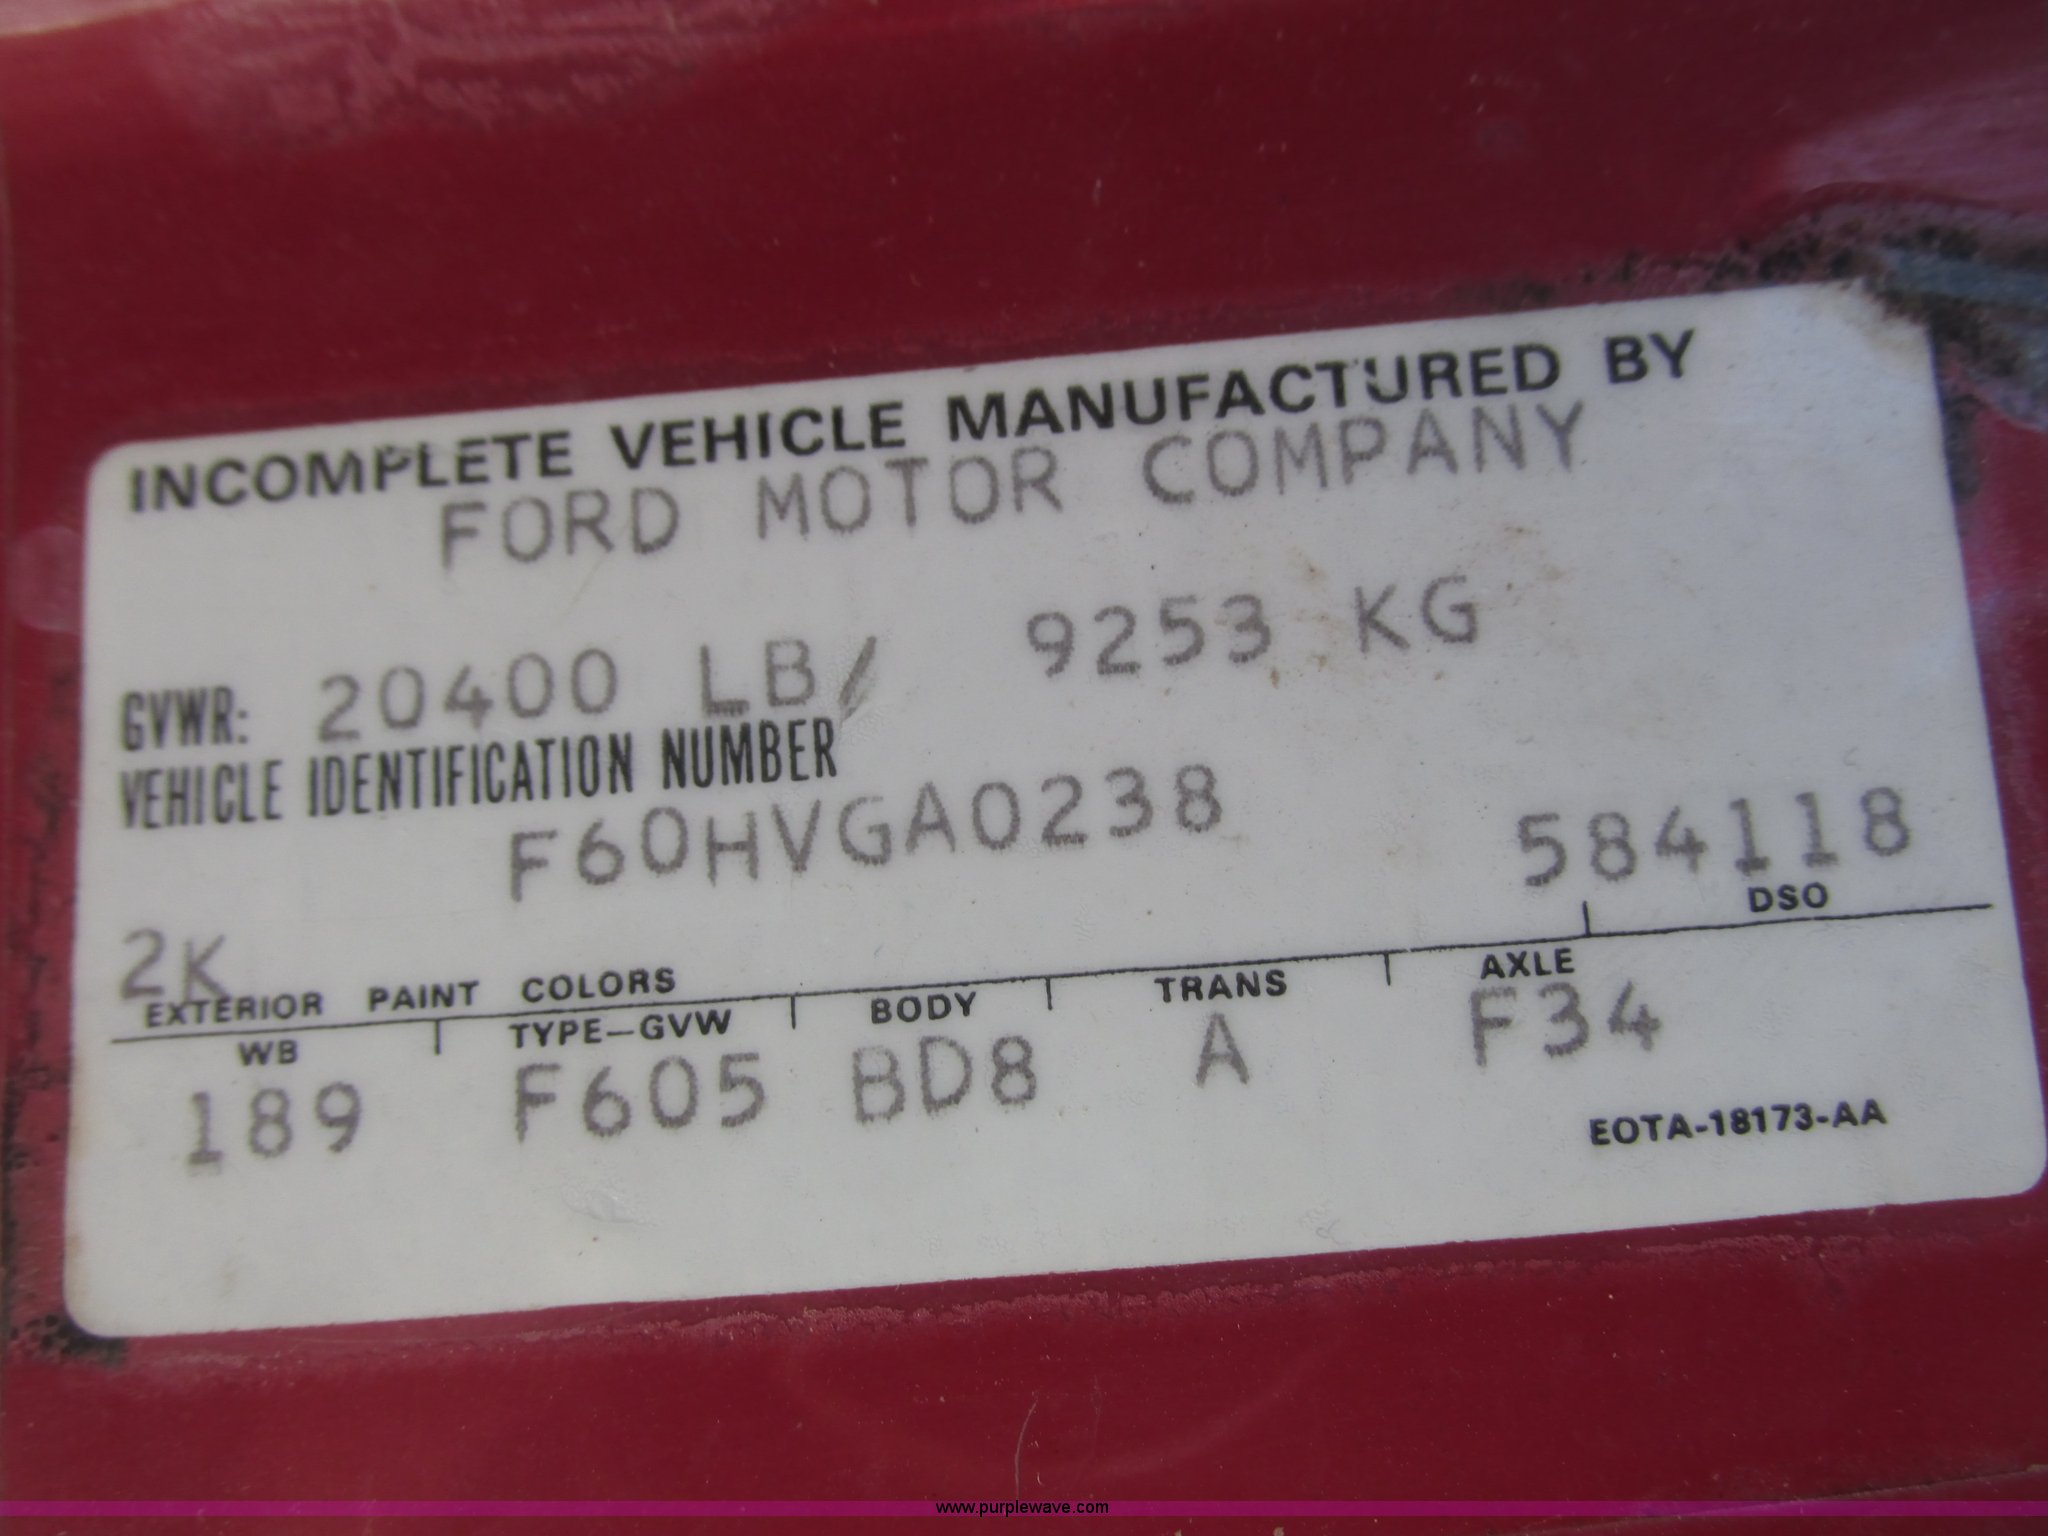 INCOMPLETE VEHICLE MANUFACTURED BY
FORD MOTOR COMPANY
GVWR: 20400 LB/ 9253 KG
VEHICLE IDENTIFICATION NUMBER
F60HVGA0238
584118
2K
DSO
EXTERIOR PAINT COLORS
WB TYPE-GVW BODY TRANS AXLE
189 F605 BD8 A F34
EOTA-18173-AA
www.purplewave.com